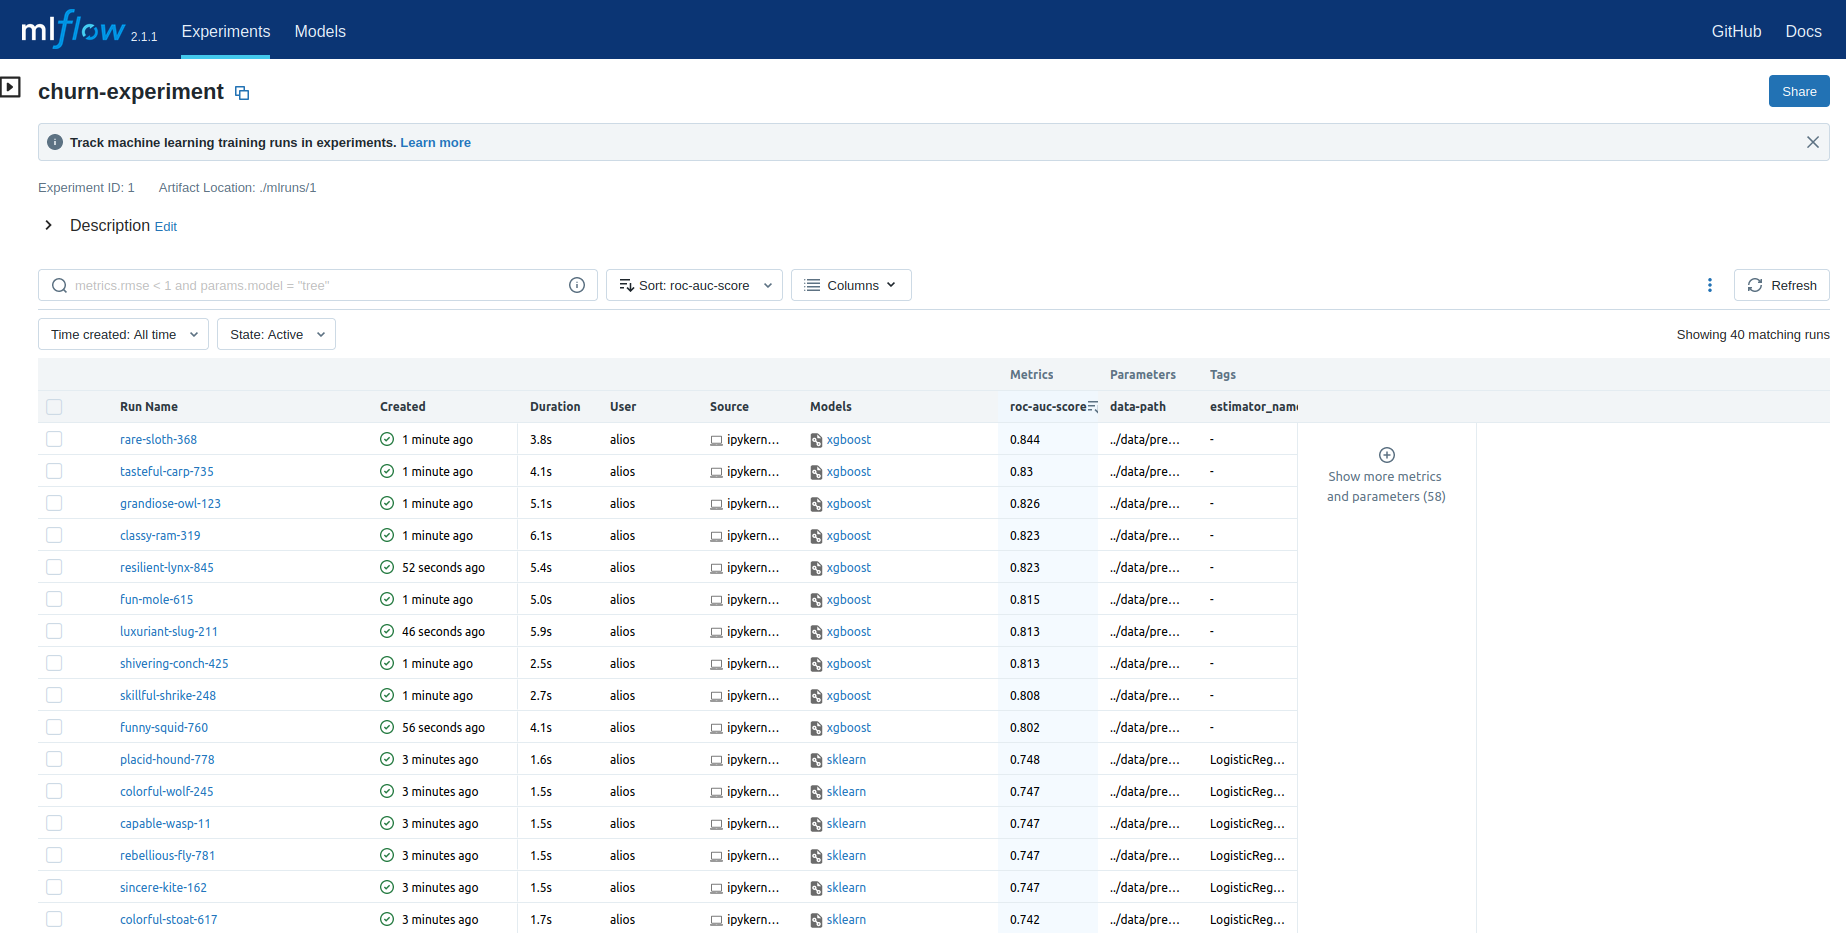 mlflow 2.1.1 Experiments Models GitHub Docs
churn-experiment Share
Track machine learning training runs in experiments. Learn more
Experiment ID: 1 Artifact Location: ./mlruns/1
Description Edit
metrics.rmse < 1 and params.model = "tree" Sort: roc-auc-score Columns Refresh
Time created: All time State: Active Showing 40 matching runs
Metrics Parameters Tags
Run Name Created Duration User Source Models roc-auc-score data-path estimator_name
rare-sloth-368 1 minute ago 3.8s alios ipykern... xgboost 0.844 ../data/pre... -
tasteful-carp-735 1 minute ago 4.1s alios ipykern... xgboost 0.83 ../data/pre... -
Show more metrics
and parameters (58)
grandiose-owl-123 1 minute ago 5.1s alios ipykern... xgboost 0.826 ../data/pre... -
classy-ram-319 1 minute ago 6.1s alios ipykern... xgboost 0.823 ../data/pre... -
resilient-lynx-845 52 seconds ago 5.4s alios ipykern... xgboost 0.823 ../data/pre... -
fun-mole-615 1 minute ago 5.0s alios ipykern... xgboost 0.815 ../data/pre... -
luxuriant-slug-211 46 seconds ago 5.9s alios ipykern... xgboost 0.813 ../data/pre... -
shivering-conch-425 1 minute ago 2.5s alios ipykern... xgboost 0.813 ../data/pre... -
skillful-shrike-248 1 minute ago 2.7s alios ipykern... xgboost 0.808 ../data/pre... -
funny-squid-760 56 seconds ago 4.1s alios ipykern... xgboost 0.802 ../data/pre... -
placid-hound-778 3 minutes ago 1.6s alios ipykern... sklearn 0.748 ../data/pre... LogisticReg...
colorful-wolf-245 3 minutes ago 1.5s alios ipykern... sklearn 0.747 ../data/pre... LogisticReg...
capable-wasp-11 3 minutes ago 1.5s alios ipykern... sklearn 0.747 ../data/pre... LogisticReg...
rebellious-fly-781 3 minutes ago 1.5s alios ipykern... sklearn 0.747 ../data/pre... LogisticReg...
sincere-kite-162 3 minutes ago 1.5s alios ipykern... sklearn 0.747 ../data/pre... LogisticReg...
colorful-stoat-617 3 minutes ago 1.7s alios ipykern... sklearn 0.742 ../data/pre... LogisticReg...